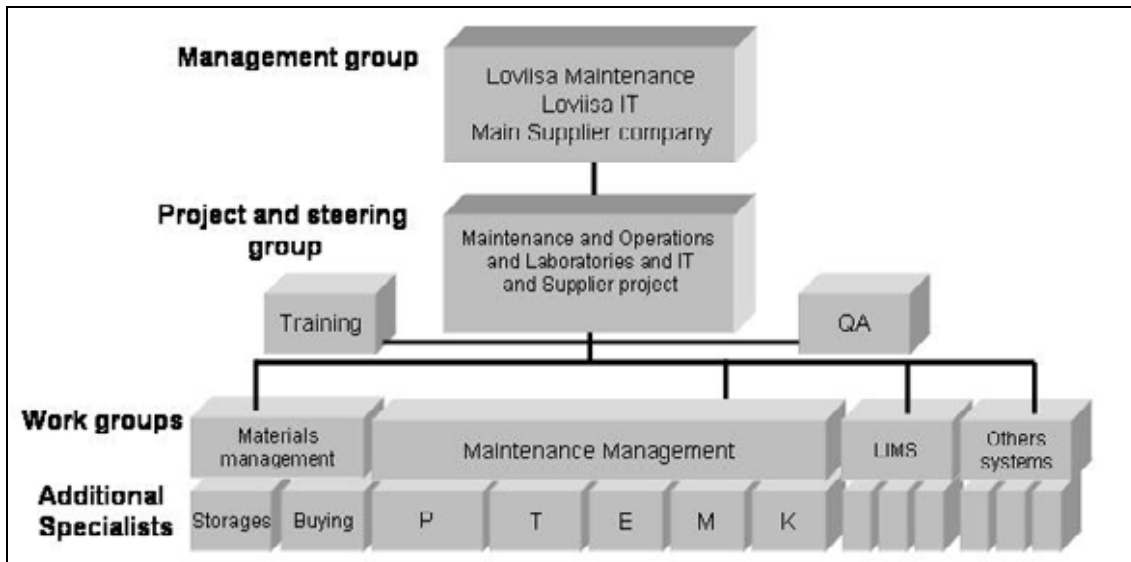 Management group
Loviisa Maintenance
Loviisa IT
Main Supplier company
Project and steering
group
Maintenance and Operations
and Laboratories and IT
and Supplier project
Training
QA
Work groups
Materials
management
Maintenance Management
LIMS
Others
systems
Additional
Specialists
Storages
Buying
P
T
E
M
K